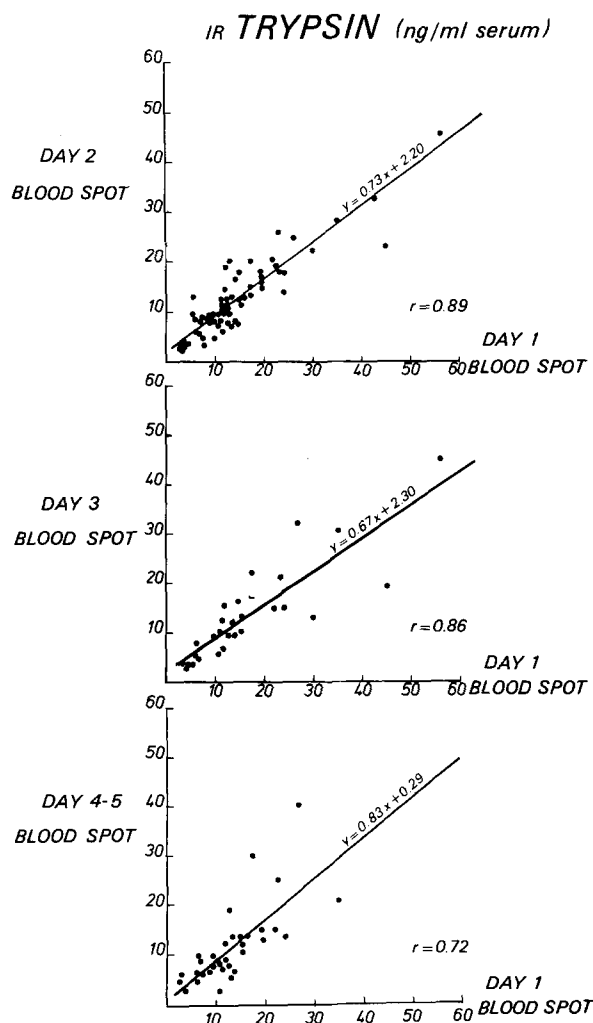 IR TRYPSIN (ng/ml serum)
60
50
DAY 2
40
BLOOD SPOT
30
20
10
y = 0.73x + 2.20
r = 0.89
DAY 1
10 20 30 40 50 60 BLOOD SPOT
60
50
40
DAY 3
30
BLOOD SPOT
20
10
y = 0.67x + 2.30
r = 0.86
DAY 1
10 20 30 40 50 60 BLOOD SPOT
60
50
DAY 4-5
40
BLOOD SPOT
30
20
10
y = 0.83x + 0.29
r = 0.72
DAY 1
BLOOD SPOT
10 20 30 40 50 60